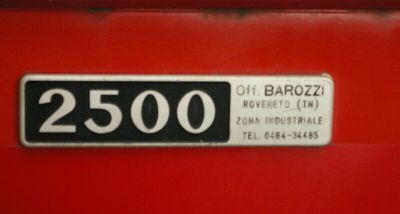 2500
Off. BAROZZI
ROVERETO (TN)
ZONA INDUSTRIALE
TEL. 0464-34485